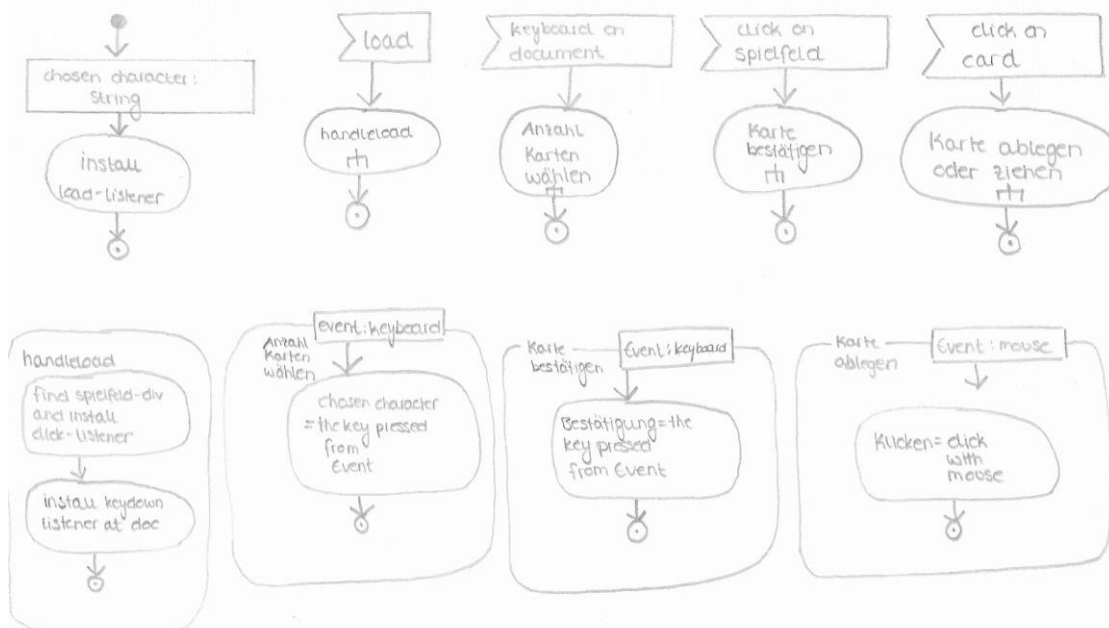 chosen character:
String
install
load-listener
load
handleload
keyboard on
document
Anzahl
Karten
wählen
click on
spielfeld
Karte
bestätigen
click on
card
Karte ablegen
oder ziehen
handleload
find spielfeld-div
and install
click-listener
install keydown
listener at doc
event:keyboard
Anzahl
Karten
wählen
chosen character
=the key pressed
from
Event
Event:keyboard
Karte
bestätigen
Bestätigung=the
key pressed
from Event
Event:mouse
Karte
ablegen
Klicken=click
with
mouse